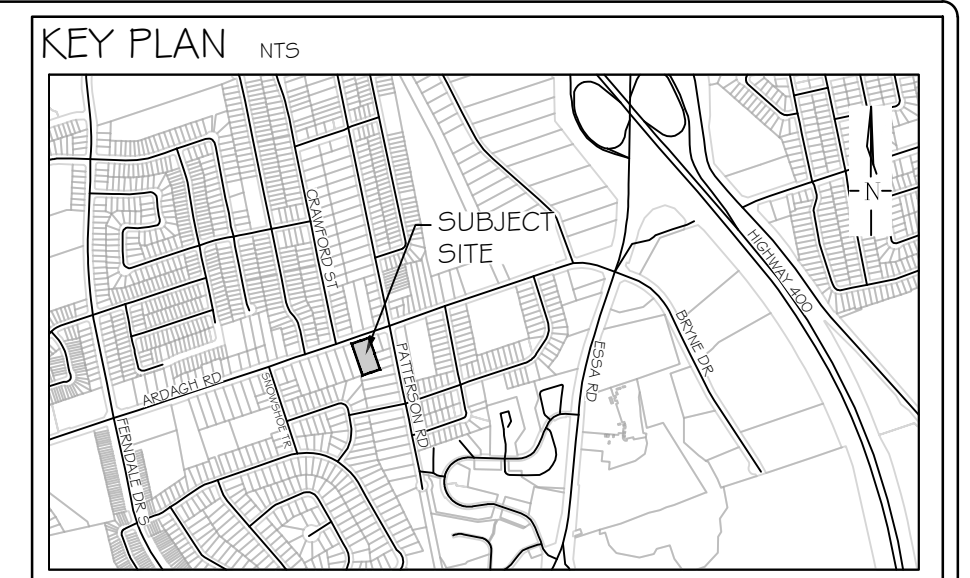 KEY PLAN NTS
CRAWFORD ST
SUBJECT
SITE
N
HIGHWAY 400
BRYNE DR
ESSA RD
PATTERSON RD
ARDAGH RD
SNOWSHOE TR
FERNDALE DR S